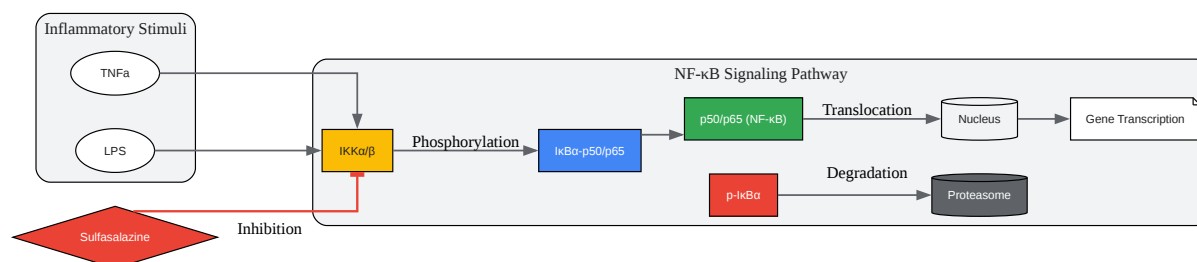 Inflammatory Stimuli
NF-κB Signaling Pathway
TNFa
p50/p65 (NF-κB)
Translocation
Nucleus
Gene Transcription
LPS
IKKα/β
Phosphorylation
IκBα-p50/p65
p-IκBα
Degradation
Proteasome
Sulfasalazine
Inhibition